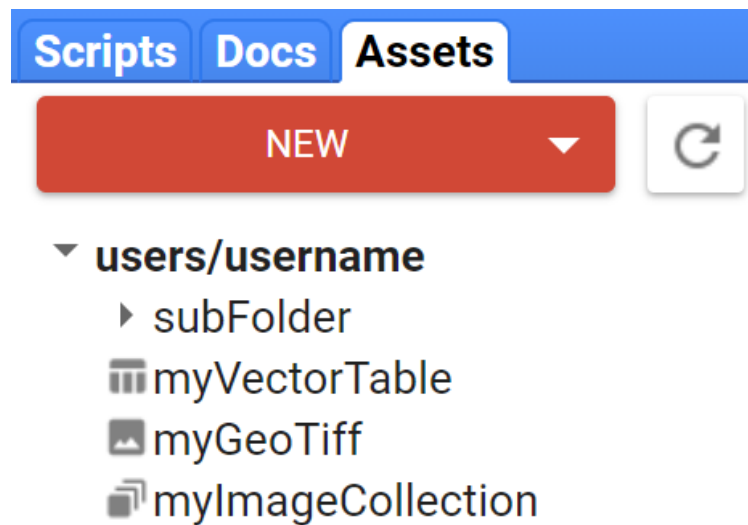 Scripts Docs Assets
NEW
users/username
subFolder
myVectorTable
myGeoTiff
myImageCollection